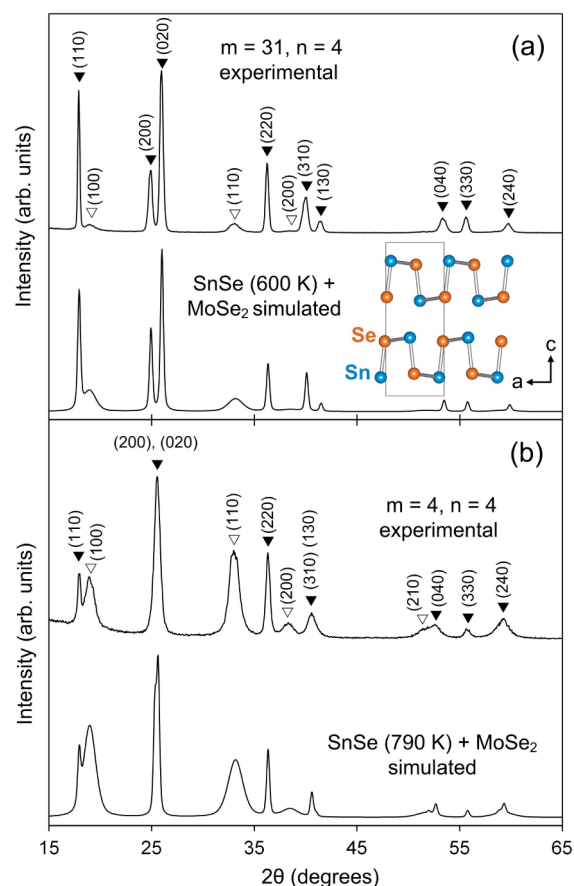 (a)
m = 31, n = 4
experimental
(110)
(100)
(200)
(020)
(110)
(220)
(200)
(310)
(130)
(040)
(330)
(240)
Intensity (arb. units)
SnSe (600 K) +
MoSe₂ simulated
Se
Sn
c
a
(b)
(200), (020)
m = 4, n = 4
experimental
(110)
(100)
(110)
(220)
(200)
(310) (130)
(210)
(040)
(330)
(240)
Intensity (arb. units)
SnSe (790 K) + MoSe₂
simulated
15 25 35 45 55 65
2θ (degrees)